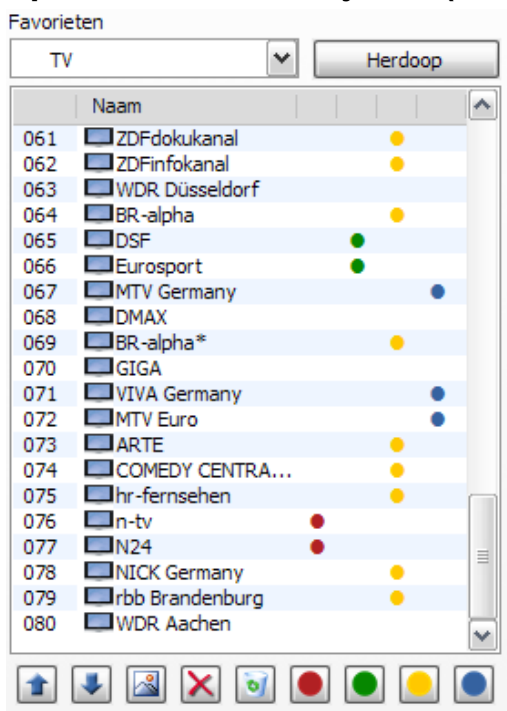 Favorieten
TV
Herdoop
Naam
061 ZDFdokukanal
062 ZDFinfokanal
063 WDR Düsseldorf
064 BR-alpha
065 DSF
066 Eurosport
067 MTV Germany
068 DMAX
069 BR-alpha*
070 GIGA
071 VIVA Germany
072 MTV Euro
073 ARTE
074 COMEDY CENTRA...
075 hr-fernsehen
076 n-tv
077 N24
078 NICK Germany
079 rbb Brandenburg
080 WDR Aachen